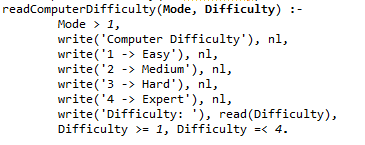 readComputerDifficulty(Mode, Difficulty) :-
        Mode > 1,
        write('Computer Difficulty'), nl,
        write('1 -> Easy'), nl,
        write('2 -> Medium'), nl,
        write('3 -> Hard'), nl,
        write('4 -> Expert'), nl,
        write('Difficulty: '), read(Difficulty),
        Difficulty >= 1, Difficulty =< 4.